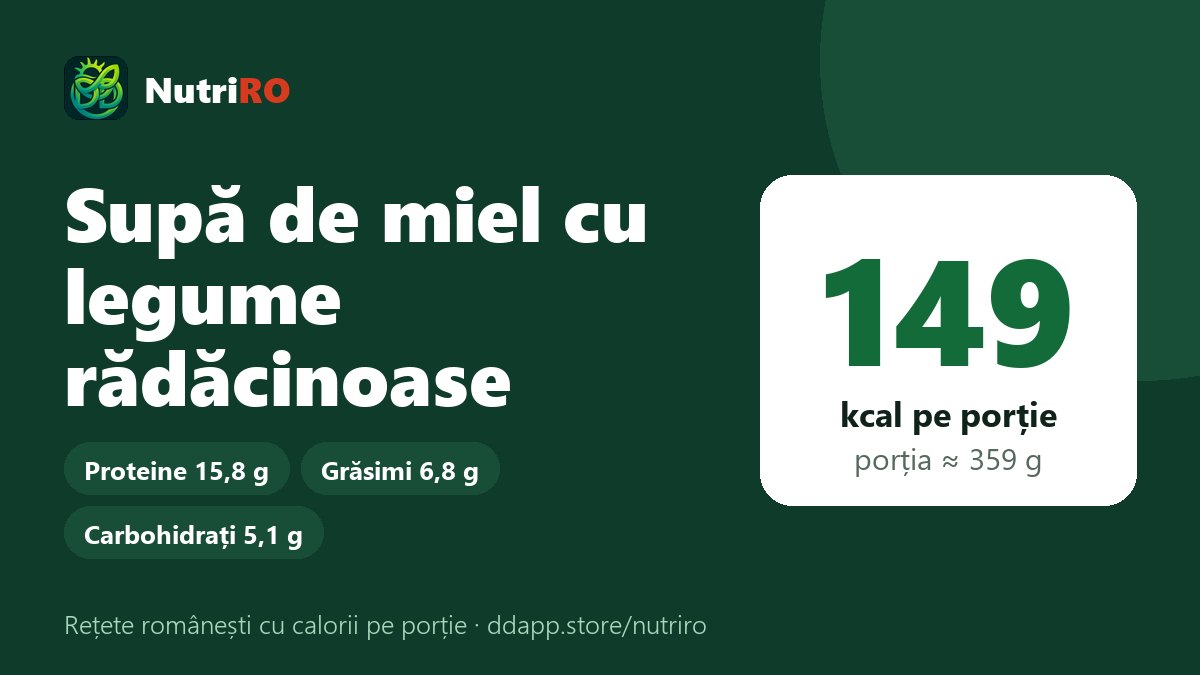 NutriRO
Supă de miel cu
legume
rădăcinoase
Proteine 15,8 g
Grăsimi 6,8 g
Carbohidrați 5,1 g
149
kcal pe porție
porția ≈ 359 g
Rețete românești cu calorii pe porție · ddapp.store/nutriro